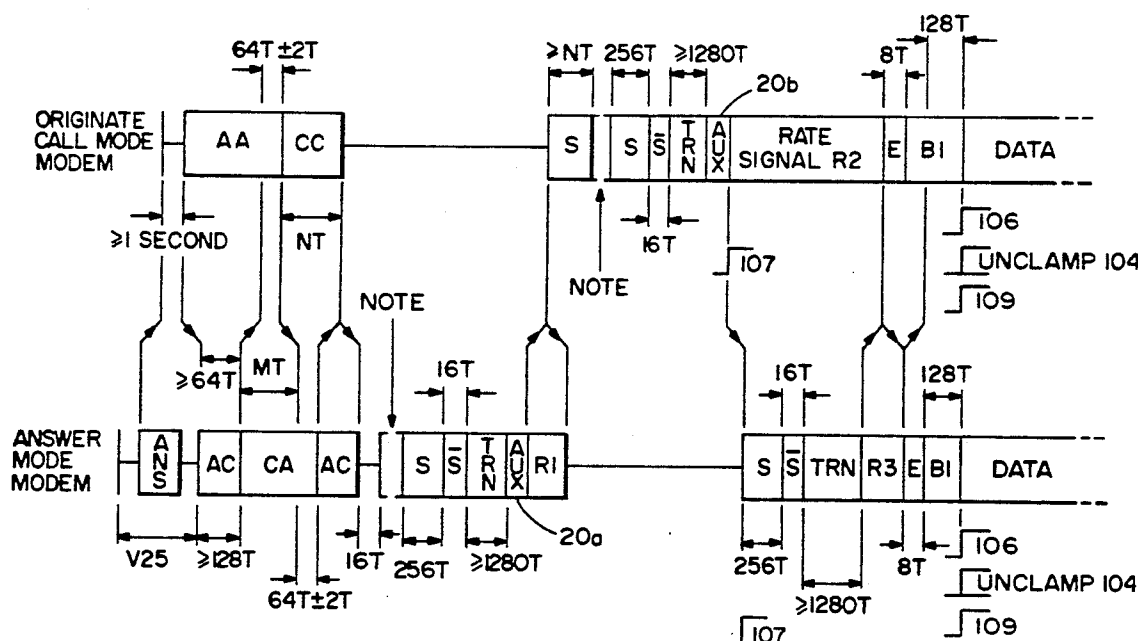 128T
64T ±2T
≥NT 256T ≥1280T 8T
20b
ORIGINATE
CALL MODE
MODEM
AA CC S S S̅ TRN AUX RATE SIGNAL R2 E B1 DATA
≥1 SECOND NT 16T 106
107 UNCLAMP 104
NOTE NOTE 109
≥64T MT 16T 16T 128T
ANSWER
MODE
MODEM
ANS AC CA AC S S̅ TRN AUX R1 S S̅ TRN R3 E B1 DATA
20a
V25 ≥128T 16T 256T ≥1280T 256T 8T 106
64T±2T ≥1280T UNCLAMP 104
107 109